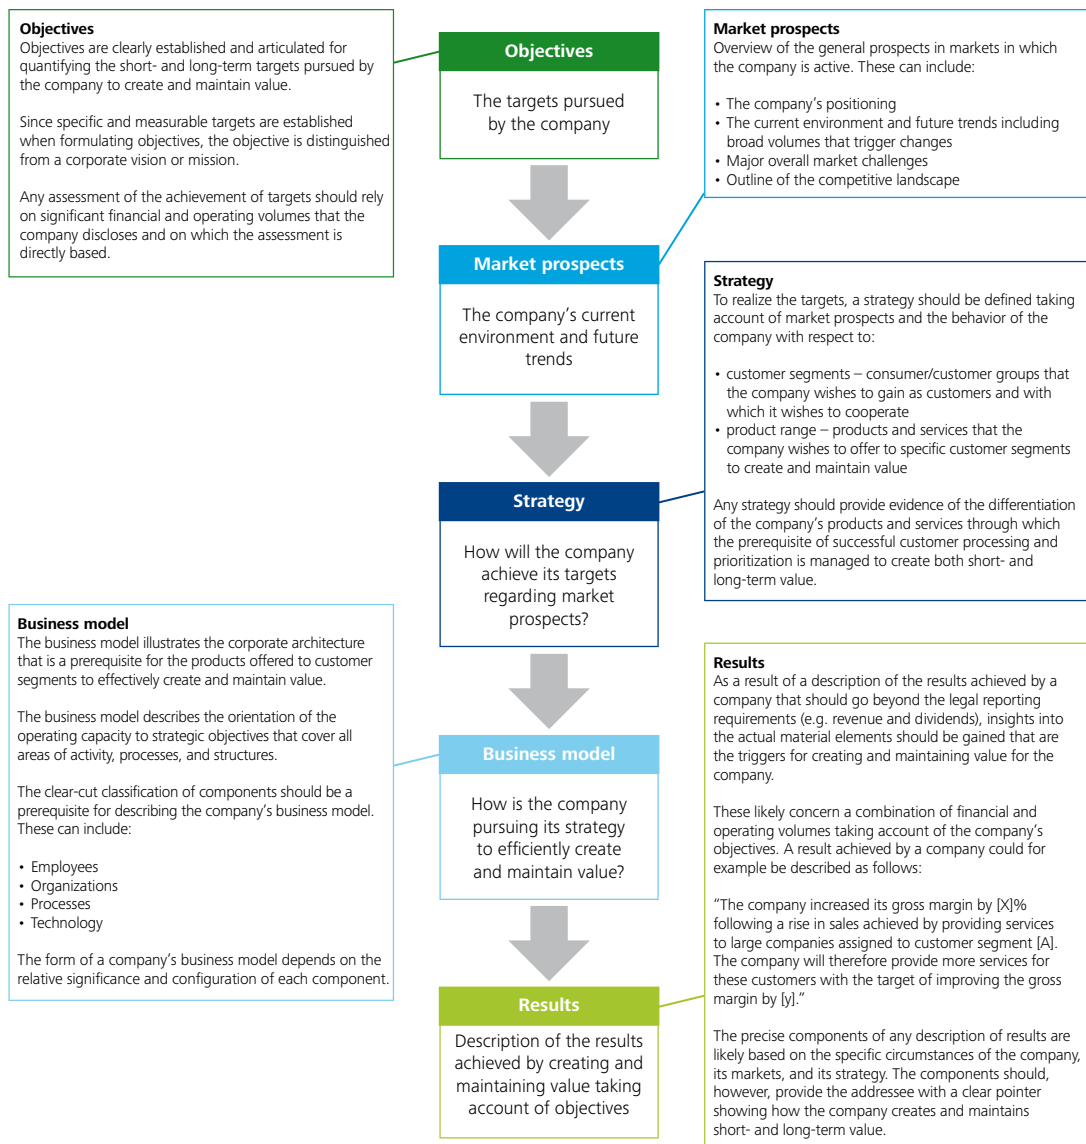 Objectives
Objectives are clearly established and articulated for
quantifying the short- and long-term targets pursued by
the company to create and maintain value.
Since specific and measurable targets are established
when formulating objectives, the objective is distinguished
from a corporate vision or mission.
Any assessment of the achievement of targets should rely
on significant financial and operating volumes that the
company discloses and on which the assessment is
directly based.
Objectives
The targets pursued
by the company
Market prospects
Overview of the general prospects in markets in which
the company is active. These can include:
• The company’s positioning
• The current environment and future trends including
broad volumes that trigger changes
• Major overall market challenges
• Outline of the competitive landscape
Market prospects
The company’s current
environment and future
trends
Strategy
To realize the targets, a strategy should be defined taking
account of market prospects and the behavior of the
company with respect to:
• customer segments – consumer/customer groups that
the company wishes to gain as customers and with
which it wishes to cooperate
• product range – products and services that the
company wishes to offer to specific customer segments
to create and maintain value
Any strategy should provide evidence of the differentiation
of the company’s products and services through which
the prerequisite of successful customer processing and
prioritization is managed to create both short- and
long-term value.
Strategy
How will the company
achieve its targets
regarding market
prospects?
Business model
The business model illustrates the corporate architecture
that is a prerequisite for the products offered to customer
segments to effectively create and maintain value.
The business model describes the orientation of the
operating capacity to strategic objectives that cover all
areas of activity, processes, and structures.
The clear-cut classification of components should be a
prerequisite for describing the company’s business model.
These can include:
• Employees
• Organizations
• Processes
• Technology
The form of a company’s business model depends on the
relative significance and configuration of each component.
Business model
How is the company
pursuing its strategy
to efficiently create
and maintain value?
Results
As a result of a description of the results achieved by a
company that should go beyond the legal reporting
requirements (e.g. revenue and dividends), insights into
the actual material elements should be gained that are
the triggers for creating and maintaining value for the
company.
These likely concern a combination of financial and
operating volumes taking account of the company’s
objectives. A result achieved by a company could for
example be described as follows:
“The company increased its gross margin by [X]%
following a rise in sales achieved by providing services
to large companies assigned to customer segment [A].
The company will therefore provide more services for
these customers with the target of improving the gross
margin by [y].”
The precise components of any description of results are
likely based on the specific circumstances of the company,
its markets, and its strategy. The components should,
however, provide the addressee with a clear pointer
showing how the company creates and maintains
short- and long-term value.
Results
Description of the results
achieved by creating and
maintaining value taking
account of objectives